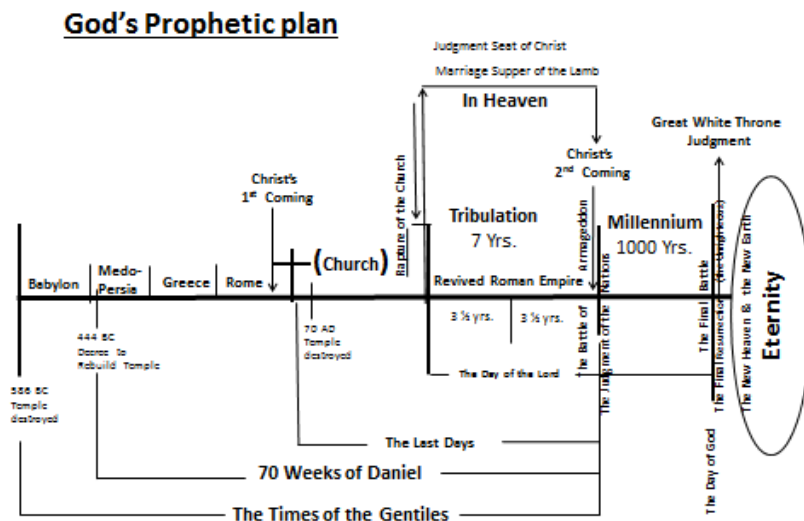 God's Prophetic plan
Judgment Seat of Christ
Marriage Supper of the Lamb
In Heaven
Great White Throne
Judgment
Christ's
1st Coming
Christ's
2nd Coming
Rapture of the Church
Tribulation
7 Yrs.
Millennium
1000 Yrs.
(Church)
Babylon
Medo-
Persia
Greece
Rome
Revived Roman Empire
3 ½ yrs.
3 ½ yrs.
70 AD
Temple
destroyed
444 BC
Decree to
Rebuild Temple
586 BC
Temple
destroyed
The Battle of Armageddon
The Judgment of the Nations
The Final Battle
The Final Resurrection (the Unrighteous)
The New Heaven & the New Earth
Eternity
The Day of the Lord
The Day of God
The Last Days
70 Weeks of Daniel
The Times of the Gentiles